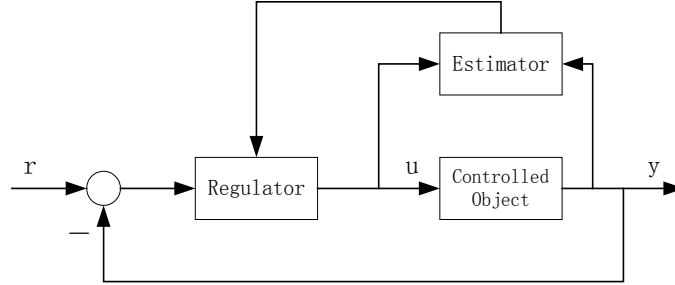 Estimator
r
Regulator
u
Controlled
Object
y
−